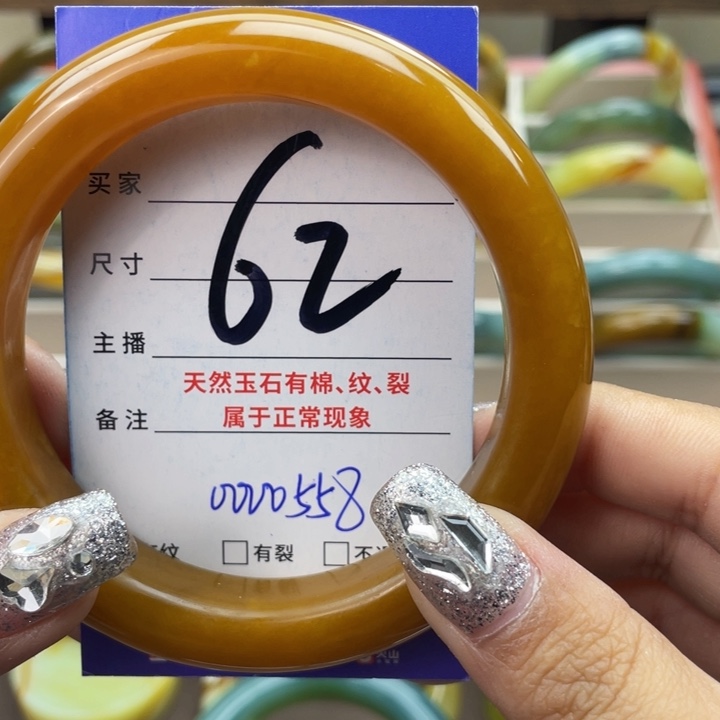 62
买家
尺寸
主播
天然玉石有棉、纹、裂
备注
属于正常现象
0000558
纹 □有裂 □不